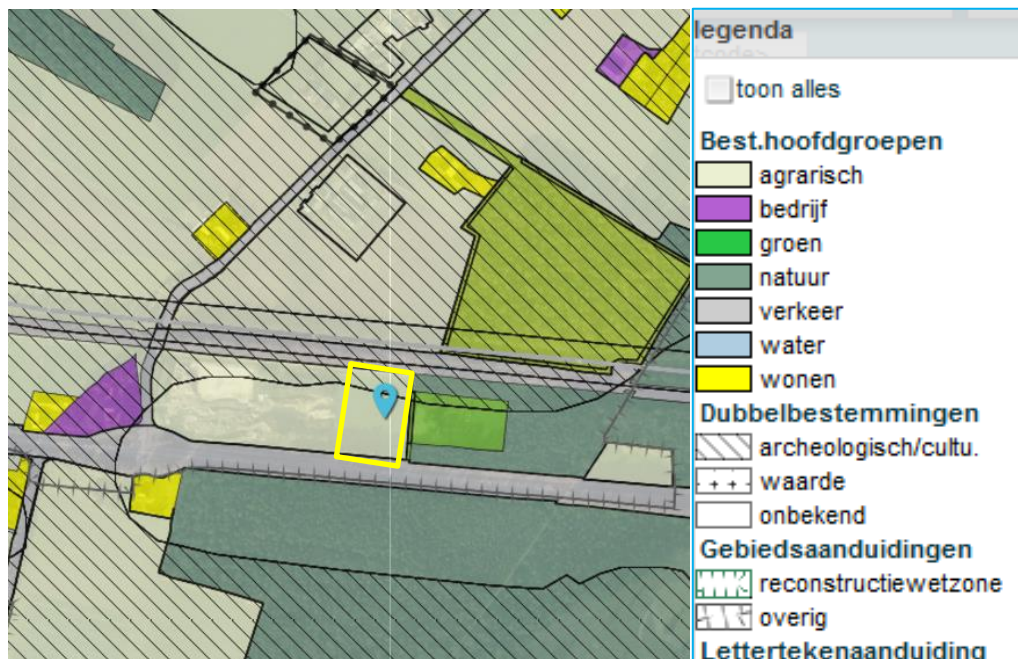 legenda
toon alles
Best.hoofdgroepen
agrarisch
bedrijf
groen
natuur
verkeer
water
wonen
Dubbelbestemmingen
archeologisch/cultu.
waarde
onbekend
Gebiedsaanduidingen
reconstructiewetzone
overig
Lettertekenaanduiding